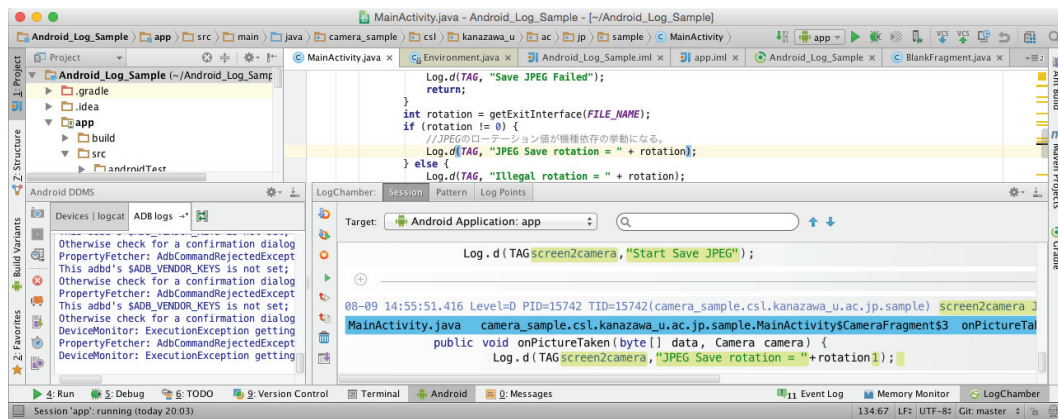 MainActivity.java - Android_Log_Sample - [~/Android_Log_Sample]
Android_Log_Sample app src main java camera_sample csl kanazawa_u ac jp sample MainActivity
app
Project
MainActivity.java × Environment.java × Android_Log_Sample.iml × app.iml × Android_Log_Sample × BlankFragment.java ×
1: Project
Z: Structure
Build Variants
2: Favorites
Ant Build
Maven Projects
Gradle
Android_Log_Sample (~/Android_Log_Samp
.gradle
.idea
app
build
src
androidTest
Log.d(TAG, "Save JPEG Failed");
return;
}
int rotation = getExitInterface(FILE_NAME);
if (rotation != 0) {
//JPEGのローテーション値が機種依存の挙動になる。
Log.d(TAG, "JPEG Save rotation = " + rotation);
} else {
Log.d(TAG, "Illegal rotation = " + rotation);
Android DDMS
Devices | logcat ADB logs
Otherwise check for a confirmation dialog
PropertyFetcher: AdbCommandRejectedExcept
This adbd's $ADB_VENDOR_KEYS is not set;
Otherwise check for a confirmation dialog
PropertyFetcher: AdbCommandRejectedExcept
This adbd's $ADB_VENDOR_KEYS is not set;
Otherwise check for a confirmation dialog
DeviceMonitor: ExecutionException getting
PropertyFetcher: AdbCommandRejectedExcept
DeviceMonitor: ExecutionException getting
LogChamber: Session Pattern Log Points
Target: Android Application: app
Log.d(TAGscreen2camera,"Start Save JPEG");
08-09 14:55:51.416 Level=D PID=15742 TID=15742(camera_sample.csl.kanazawa_u.ac.jp.sample) screen2camera J
MainActivity.java camera_sample.csl.kanazawa_u.ac.jp.sample.MainActivity$CameraFragment$3 onPictureTal
public void onPictureTaken(byte[] data, Camera camera) {
Log.d(TAGscreen2camera,"JPEG Save rotation = "+rotation1);
4: Run 5: Debug 6: TODO 9: Version Control Terminal Android 0: Messages 11 Event Log Memory Monitor LogChamber
Session 'app': running (today 20:03) 134:67 LF÷ UTF-8÷ Git: master